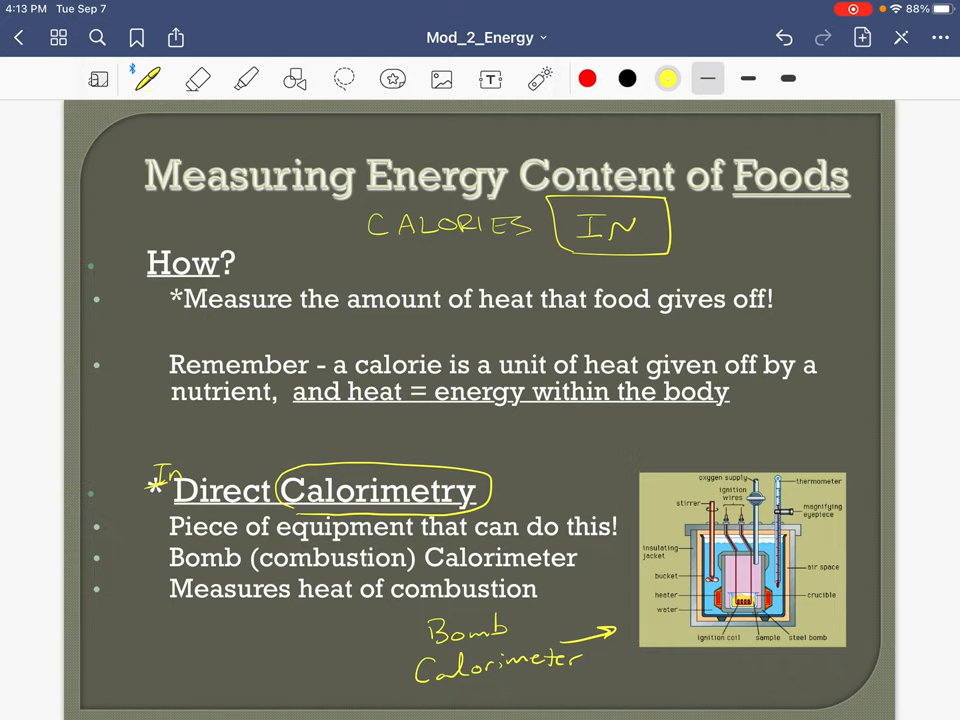 4:13 PM Tue Sep 7
88%
Mod_2_Energy
T
Measuring Energy Content of Foods
CALORIES IN
How?
*Measure the amount of heat that food gives off!
Remember - a calorie is a unit of heat given off by a
nutrient, and heat = energy within the body
In
*Direct Calorimetry
Piece of equipment that can do this!
Bomb (combustion) Calorimeter
Measures heat of combustion
Bomb
Calorimeter
oxygen supply
thermometer
ignition
wires
stirrer
magnifying
eyepiece
insulating
jacket
air space
bucket
heater
crucible
water
ignition coil
sample
steel bomb